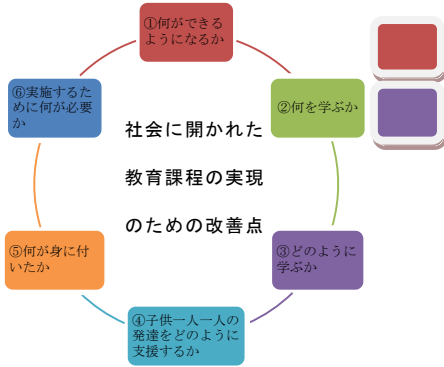 ①何ができる
ようになるか
②何を学ぶか
③どのように
学ぶか
④子供一人一人の
発達をどのように
支援するか
⑤何が身に付
いたか
⑥実施するた
めに何が必要
か
社会に開かれた
教育課程の実現
のための改善点